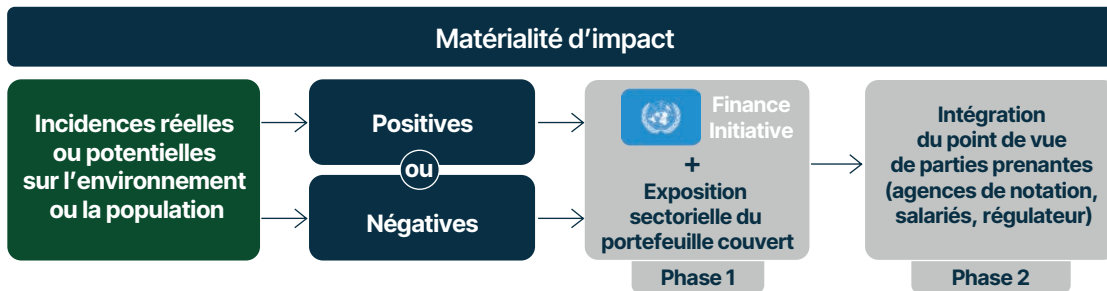 Matérialité d’impact
Incidences réelles
ou potentielles
sur l’environnement
ou la population
Positives
ou
Négatives
Finance
Initiative
+
Exposition
sectorielle du
portefeuille couvert
Phase 1
Intégration
du point de vue
de parties prenantes
(agences de notation,
salariés, régulateur)
Phase 2